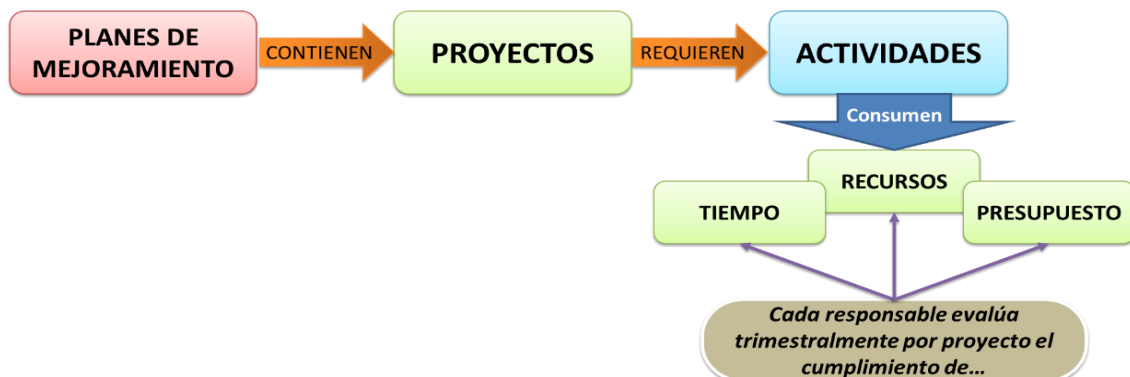 PLANES DE
MEJORAMIENTO
CONTIENEN
PROYECTOS
REQUIEREN
ACTIVIDADES
Consumen
RECURSOS
TIEMPO
PRESUPUESTO
Cada responsable evalúa
trimestralmente por proyecto el
cumplimiento de...